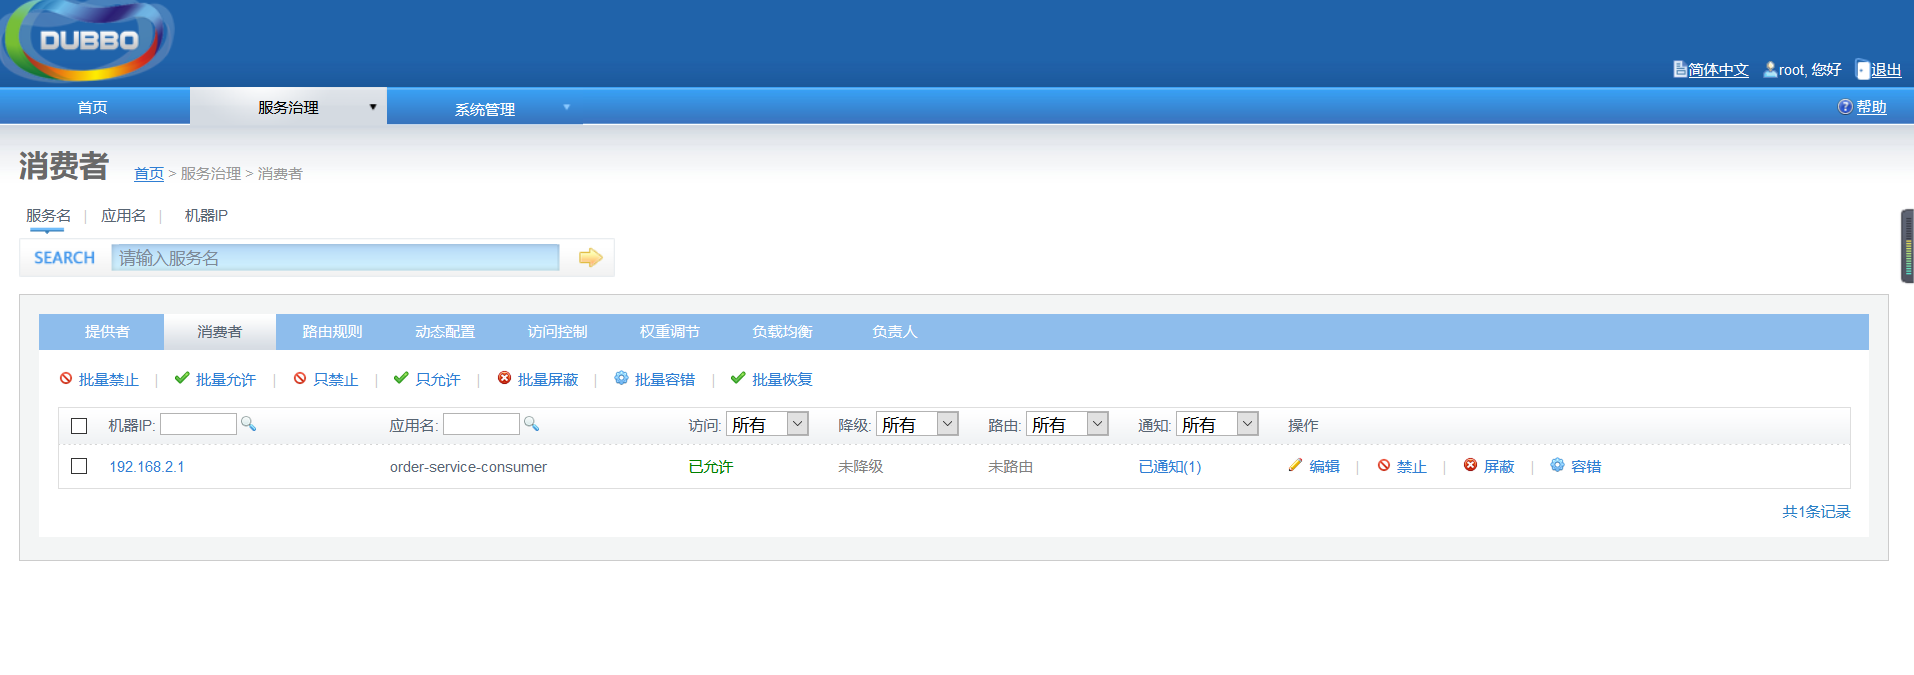 DUBBO
简体中文 root, 您好 退出
首页 服务治理 ▼ 系统管理 ▼ 帮助
消费者 首页 > 服务治理 > 消费者
服务名 | 应用名 | 机器IP
SEARCH 请输入服务名
提供者 消费者 路由规则 动态配置 访问控制 权重调节 负载均衡 负责人
批量禁止 | 批量允许 | 只禁止 | 只允许 | 批量屏蔽 | 批量容错 | 批量恢复
机器IP: 应用名: 访问: 所有 降级: 所有 路由: 所有 通知: 所有 操作
192.168.2.1 order-service-consumer 已允许 未降级 未路由 已通知(1) 编辑 | 禁止 | 屏蔽 | 容错
共1条记录